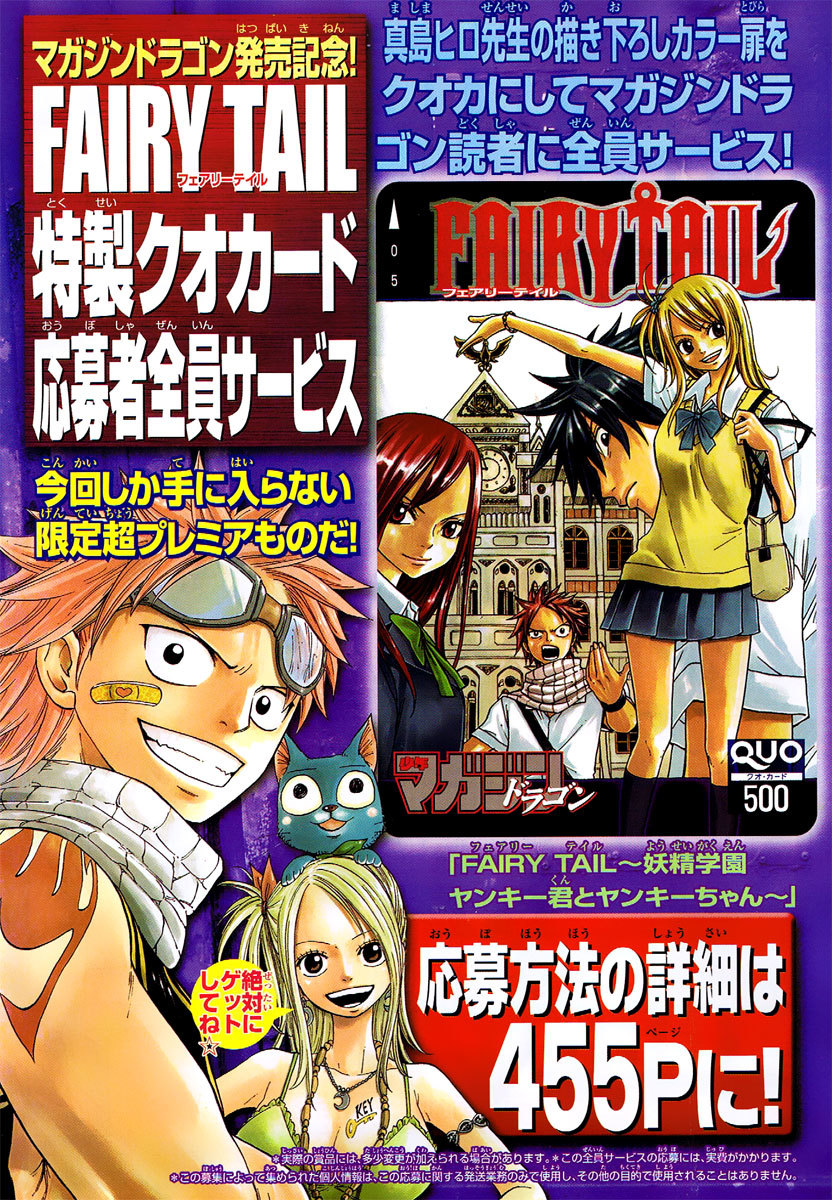 マガジンドラゴン発売記念!
FAIRY TAIL
フェアリーテイル
特製クオカード
応募者全員サービス
真島ヒロ先生の描き下ろしカラー扉を
クオカにしてマガジンドラ
ゴン読者に全員サービス!
05
FAIRY TAIL
フェアリーテイル
今回しか手に入らない
限定超プレミアものだ!
少年
マガジン
ドラゴン
QUO
クオ・カード
500
「FAIRY TAIL〜妖精学園
ヤンキー君とヤンキーちゃん〜」
絶対に
ゲット
してね
☆
KEY
応募方法の詳細は
455Pに!
＊実際の賞品には、多少変更が加えられる場合があります。＊この全員サービスの応募には、実費がかかります。
＊この募集によって集められた個人情報は、この応募に関する発送業務のみで使用し、その他の目的で使用されることはありません。